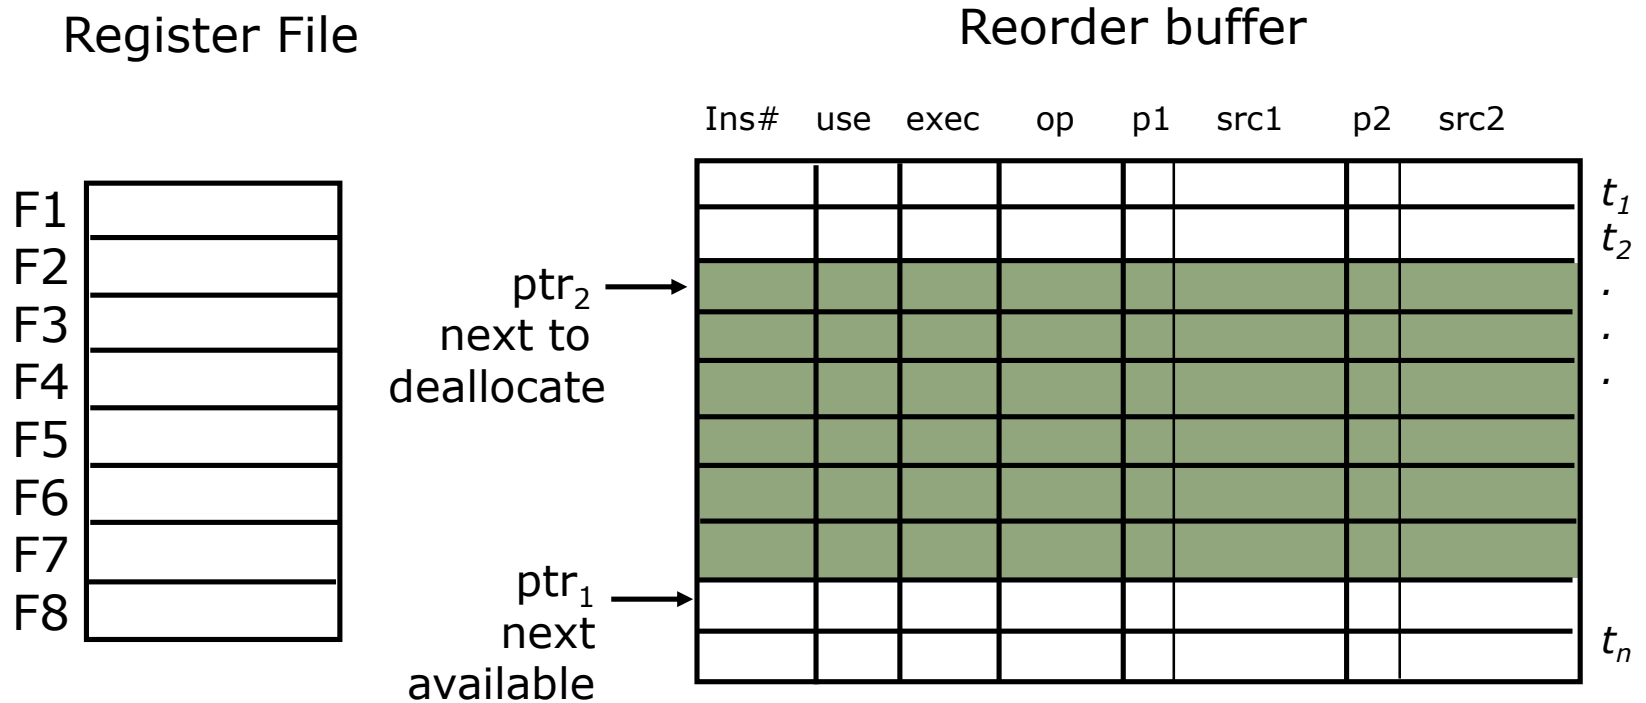 Register File
Reorder buffer
Ins# use exec op p1 src1 p2 src2
F1
F2
F3
F4
F5
F6
F7
F8
ptr2
next to
deallocate
ptr1
next
available
t1
t2
.
.
.
tn